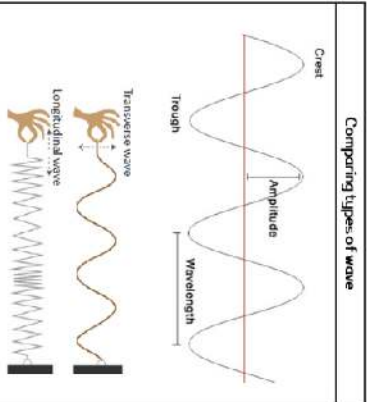 Comparing types of wave
Crest
Amplitude
Trough
Wavelength
Transverse wave
Longitudinal wave